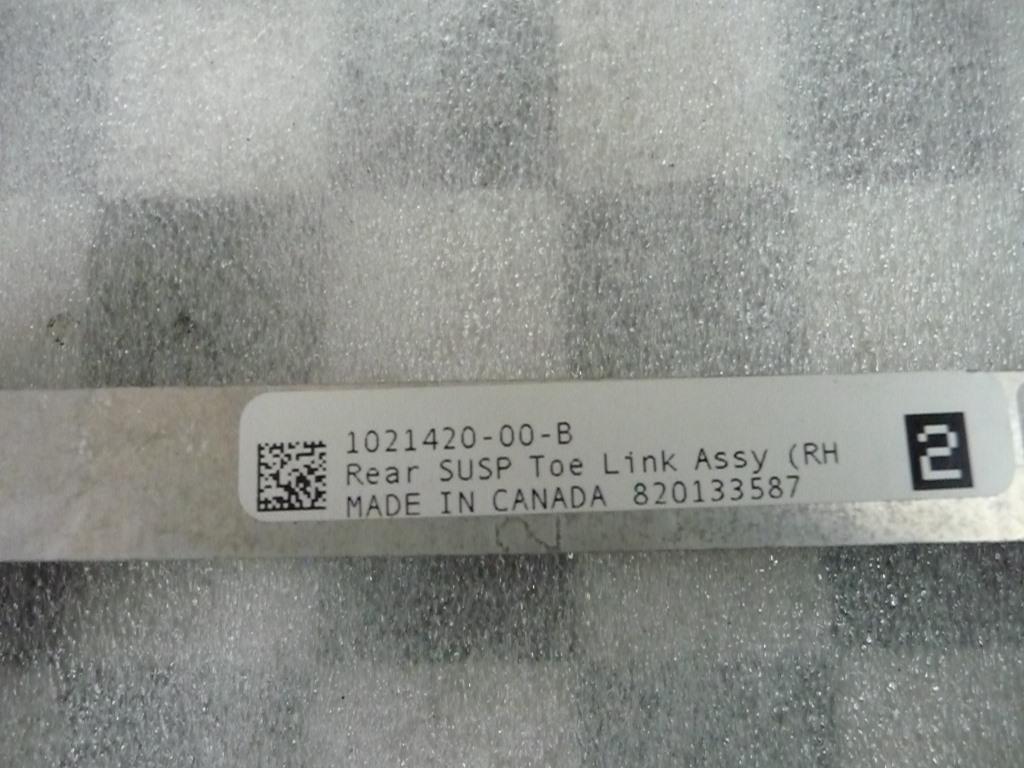 1021420-00-B
Rear SUSP Toe Link Assy (RH
MADE IN CANADA 820133587
2